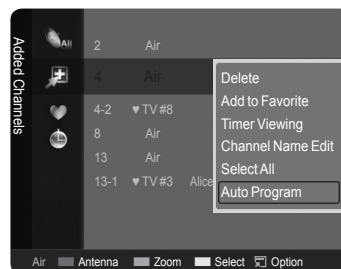 Added Channels
All
2 Air
4 Air
4-2 ♥ TV #8
8 Air
13 Air
13-1 ♥ TV #3 Alice
Delete
Add to Favorite
Timer Viewing
Channel Name Edit
Select All
Auto Program
Air Antenna Zoom Select Option